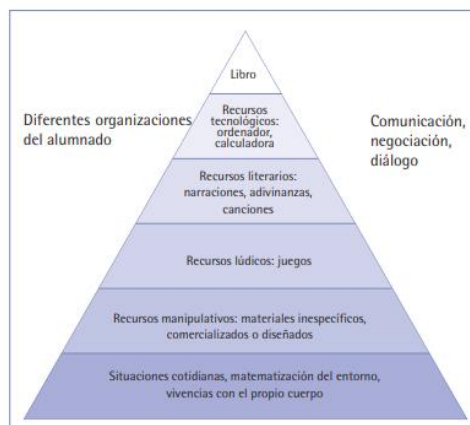 Libro
Diferentes organizaciones
del alumnado
Recursos
tecnológicos:
ordenador,
calculadora
Comunicación,
negociación,
diálogo
Recursos literarios:
narraciones, adivinanzas,
canciones
Recursos lúdicos: juegos
Recursos manipulativos: materiales inespecíficos,
comercializados o diseñados
Situaciones cotidianas, matematización del entorno,
vivencias con el propio cuerpo